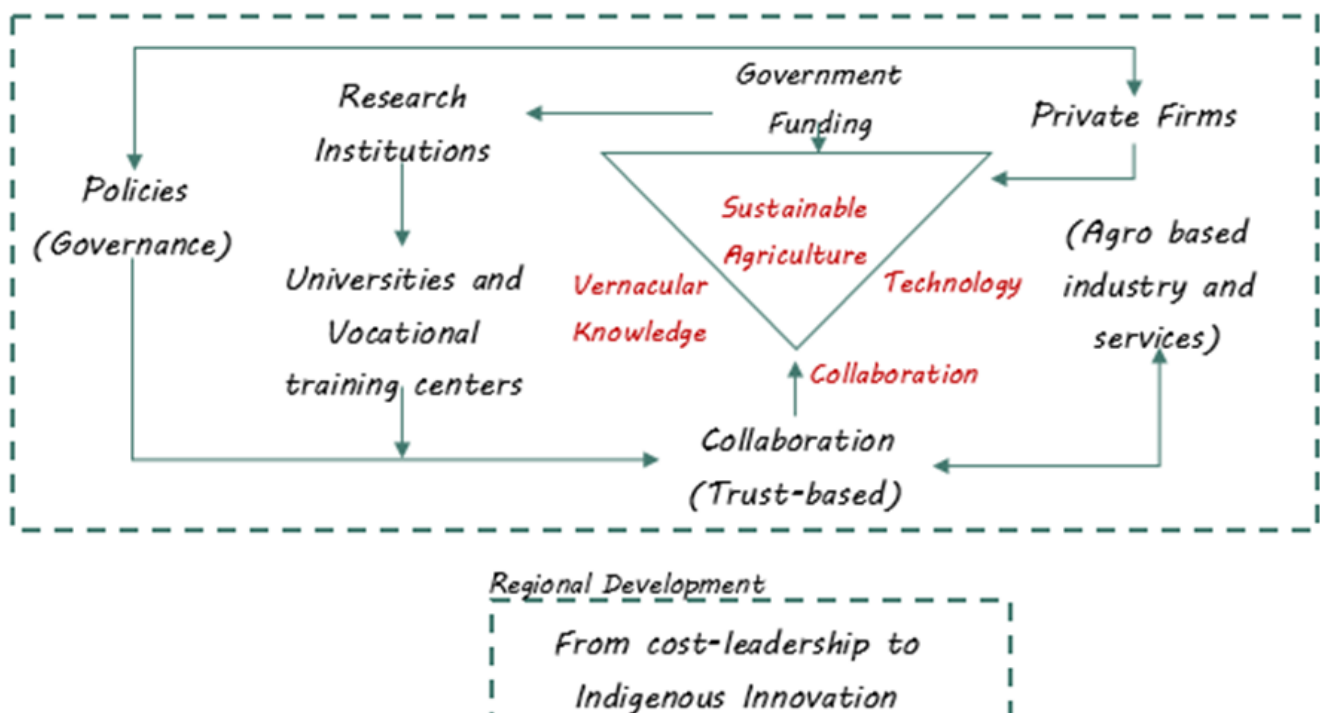 Government
Funding
Research
Institutions
Private Firms
Policies
(Governance)
Sustainable
Agriculture
(Agro based
industry and
services)
Universities and
Vocational
training centers
Vernacular
Knowledge
Technology
Collaboration
Collaboration
(Trust-based)
Regional Development
From cost-leadership to
Indigenous Innovation